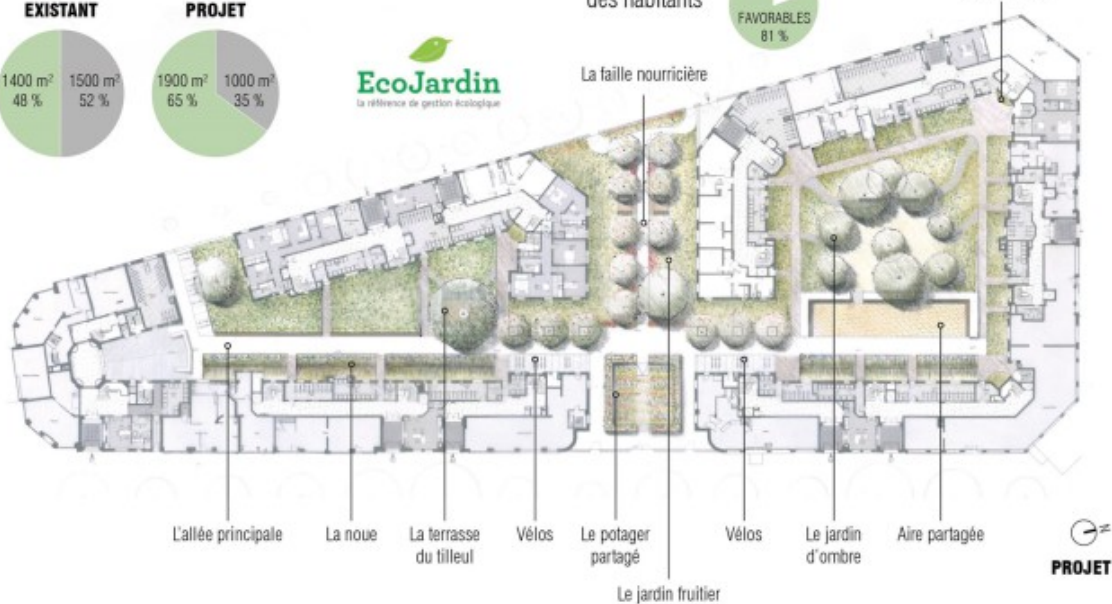 EXISTANT
1400 m²
48 %
1500 m²
52 %
PROJET
1900 m²
65 %
1000 m²
35 %
EcoJardin
la référence de gestion écologique
des habitants
FAVORABLES
81 %
La faille nourricière
L'allée principale
La noue
La terrasse
du tilleul
Vélos
Le potager
partagé
Le jardin fruitier
Vélos
Le jardin
d'ombre
Aire partagée
PROJET